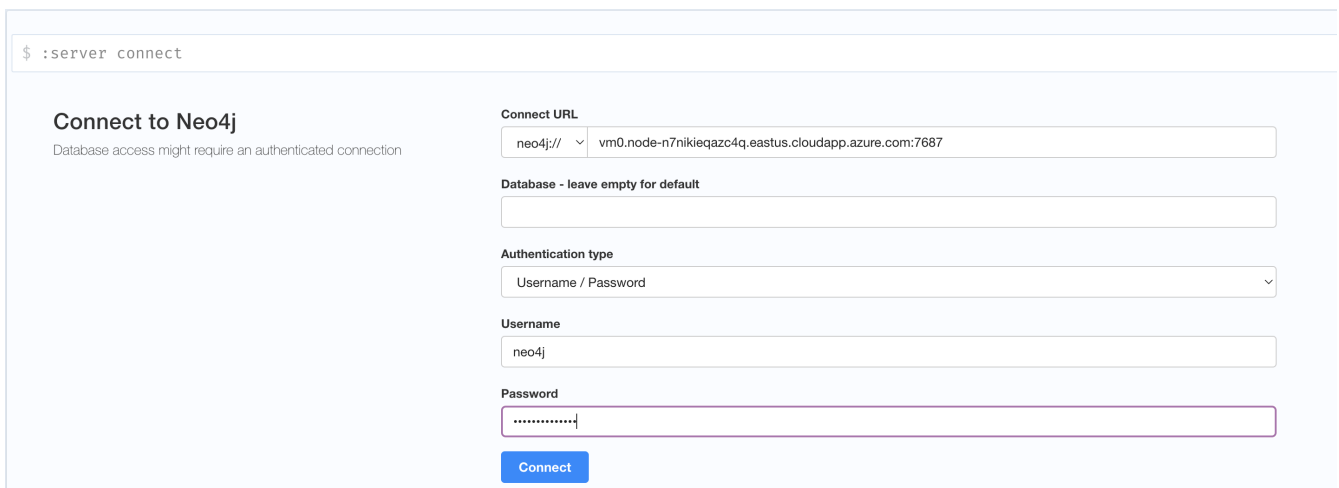 $ :server connect
Connect to Neo4j
Database access might require an authenticated connection
Connect URL
neo4j:// vm0.node-n7nikieqazc4q.eastus.cloudapp.azure.com:7687
Database - leave empty for default
Authentication type
Username / Password
Username
neo4j
Password
••••••••••••••
Connect